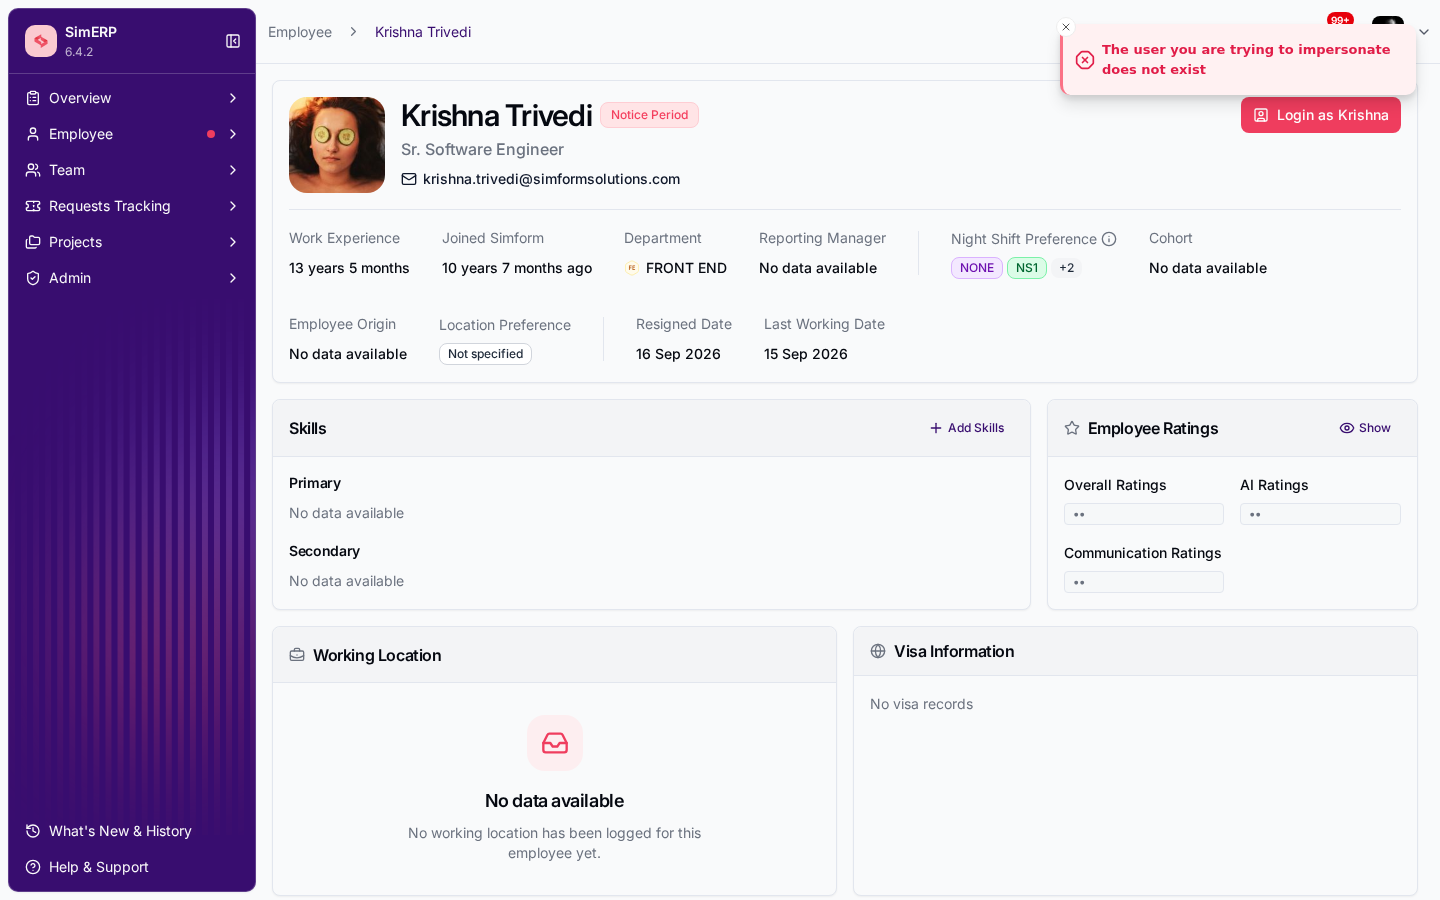 SimERP
6.4.2
Overview
Employee
Team
Requests Tracking
Projects
Admin
What's New & History
Help & Support
Employee
Krishna Trivedi
99+
The user you are trying to impersonate
does not exist
Krishna Trivedi
Notice Period
Login as Krishna
Sr. Software Engineer
krishna.trivedi@simformsolutions.com
Work Experience
13 years 5 months
Joined Simform
10 years 7 months ago
Department
FE FRONT END
Reporting Manager
No data available
Night Shift Preference
NONE NS1 +2
Cohort
No data available
Employee Origin
No data available
Location Preference
Not specified
Resigned Date
16 Sep 2026
Last Working Date
15 Sep 2026
Skills
Add Skills
Primary
No data available
Secondary
No data available
Employee Ratings
Show
Overall Ratings
••
AI Ratings
••
Communication Ratings
••
Working Location
No data available
No working location has been logged for this
employee yet.
Visa Information
No visa records